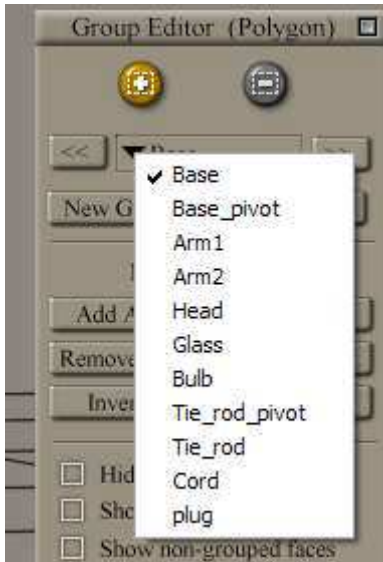 Group Editor (Polygon)
<< Base >>
Base
New G
Base_pivot
Arm1
Arm2
Add A
Head
Remove
Glass
Inver
Bulb
Tie_rod_pivot
Tie_rod
Hid
Cord
Sho
plug
Show non-grouped faces